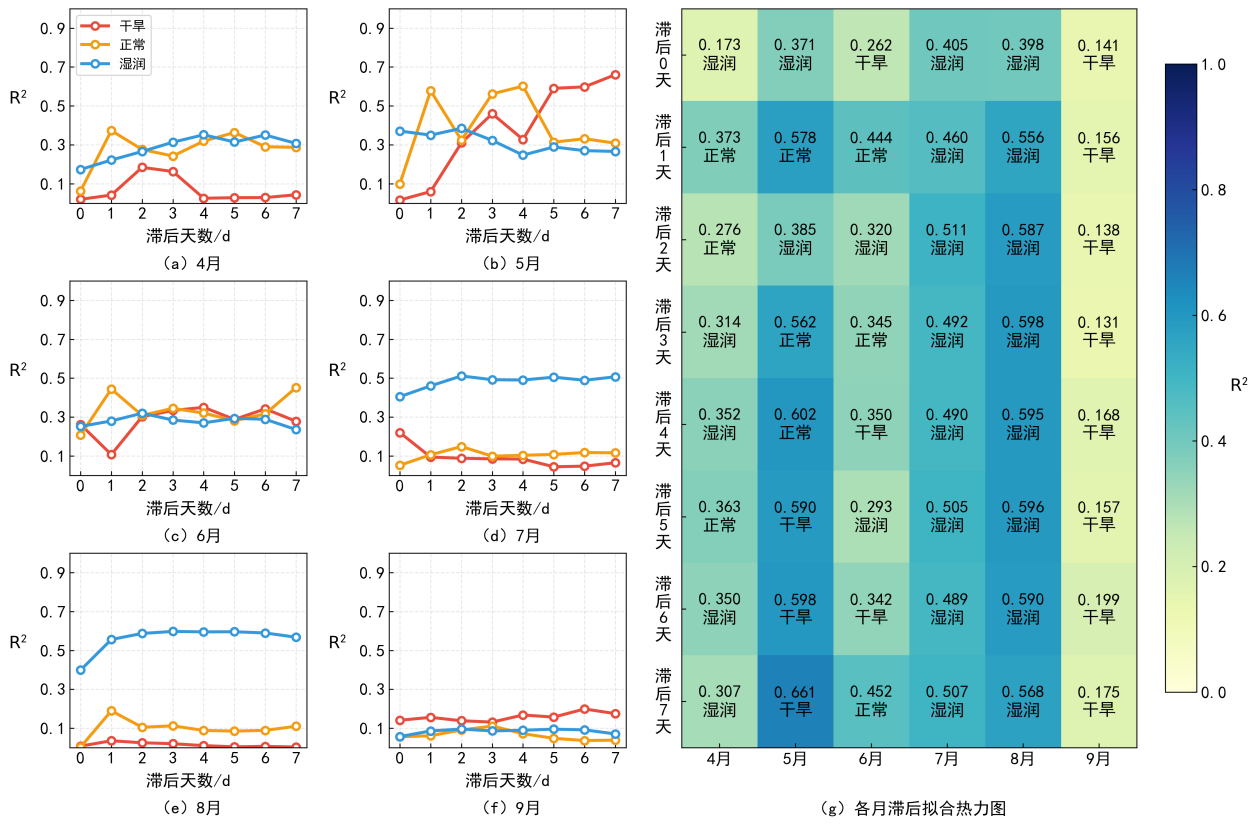 干旱
正常
湿润
0.9
0.7
0.5
0.3
0.1
R²
0 1 2 3 4 5 6 7
滞后天数/d
（a）4月
0.9
0.7
0.5
0.3
0.1
R²
0 1 2 3 4 5 6 7
滞后天数/d
（b）5月
0.9
0.7
0.5
0.3
0.1
R²
0 1 2 3 4 5 6 7
滞后天数/d
（c）6月
0.9
0.7
0.5
0.3
0.1
R²
0 1 2 3 4 5 6 7
滞后天数/d
（d）7月
0.9
0.7
0.5
0.3
0.1
R²
0 1 2 3 4 5 6 7
滞后天数/d
（e）8月
0.9
0.7
0.5
0.3
0.1
R²
0 1 2 3 4 5 6 7
滞后天数/d
（f）9月
滞后0天
0.173 0.371 0.262 0.405 0.398 0.141
湿润 湿润 干旱 湿润 湿润 干旱
滞后1天
0.373 0.578 0.444 0.460 0.556 0.156
正常 正常 正常 湿润 湿润 干旱
滞后2天
0.276 0.385 0.320 0.511 0.587 0.138
正常 湿润 湿润 湿润 湿润 干旱
滞后3天
0.314 0.562 0.345 0.492 0.598 0.131
湿润 正常 正常 湿润 湿润 干旱
滞后4天
0.352 0.602 0.350 0.490 0.595 0.168
湿润 正常 干旱 湿润 湿润 干旱
滞后5天
0.363 0.590 0.293 0.505 0.596 0.157
正常 干旱 湿润 湿润 湿润 干旱
滞后6天
0.350 0.598 0.342 0.489 0.590 0.199
湿润 干旱 干旱 湿润 湿润 干旱
滞后7天
0.307 0.661 0.452 0.507 0.568 0.175
湿润 干旱 正常 湿润 湿润 干旱
4月 5月 6月 7月 8月 9月
（g）各月滞后拟合热力图
1.0
0.8
0.6
0.4
0.2
0.0
R²